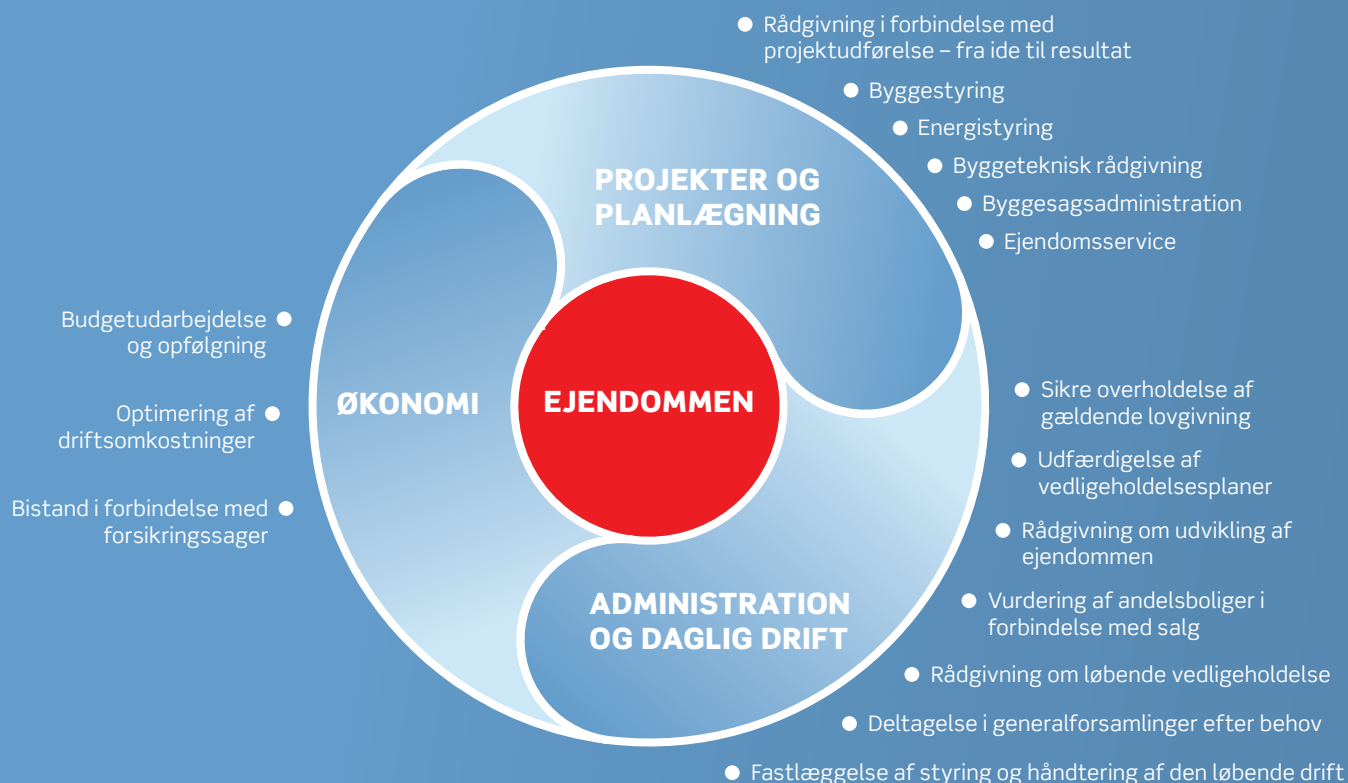 ● Rådgivning i forbindelse med
projektudførelse – fra ide til resultat
● Byggestyring
● Energistyring
● Byggeteknisk rådgivning
● Byggesagsadministration
● Ejendomsservice
PROJEKTER OG
PLANLÆGNING
Budgetudarbejdelse ●
og opfølgning
Optimering af ●
driftsomkostninger
Bistand i forbindelse med ●
forsikringssager
ØKONOMI
EJENDOMMEN
● Sikre overholdelse af
gældende lovgivning
● Udfærdigelse af
vedligeholdelsesplaner
● Rådgivning om udvikling af
ejendommen
● Vurdering af andelsboliger i
forbindelse med salg
● Rådgivning om løbende vedligeholdelse
● Deltagelse i generalforsamlinger efter behov
● Fastlæggelse af styring og håndtering af den løbende drift
ADMINISTRATION
OG DAGLIG DRIFT